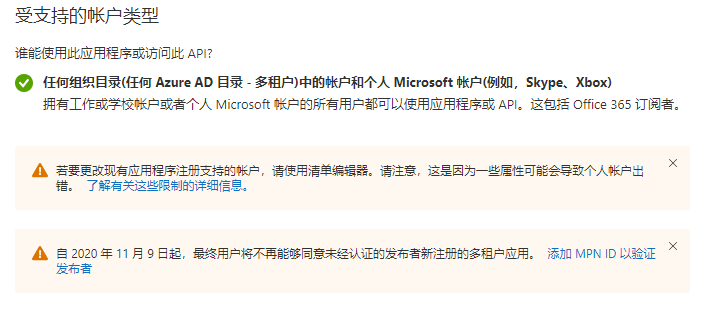 受支持的帐户类型
谁能使用此应用程序或访问此 API?
任何组织目录(任何 Azure AD 目录 - 多租户)中的帐户和个人 Microsoft 帐户(例如，Skype、Xbox)
拥有工作或学校帐户或者个人 Microsoft 帐户的所有用户都可以使用应用程序或 API。这包括 Office 365 订阅者。
若要更改现有应用程序注册支持的帐户，请使用清单编辑器。请注意，这是因为一些属性可能会导致个人帐户出
错。 了解有关这些限制的详细信息。
自 2020 年 11 月 9 日起，最终用户将不再能够同意未经认证的发布者新注册的多租户应用。 添加 MPN ID 以验证
发布者